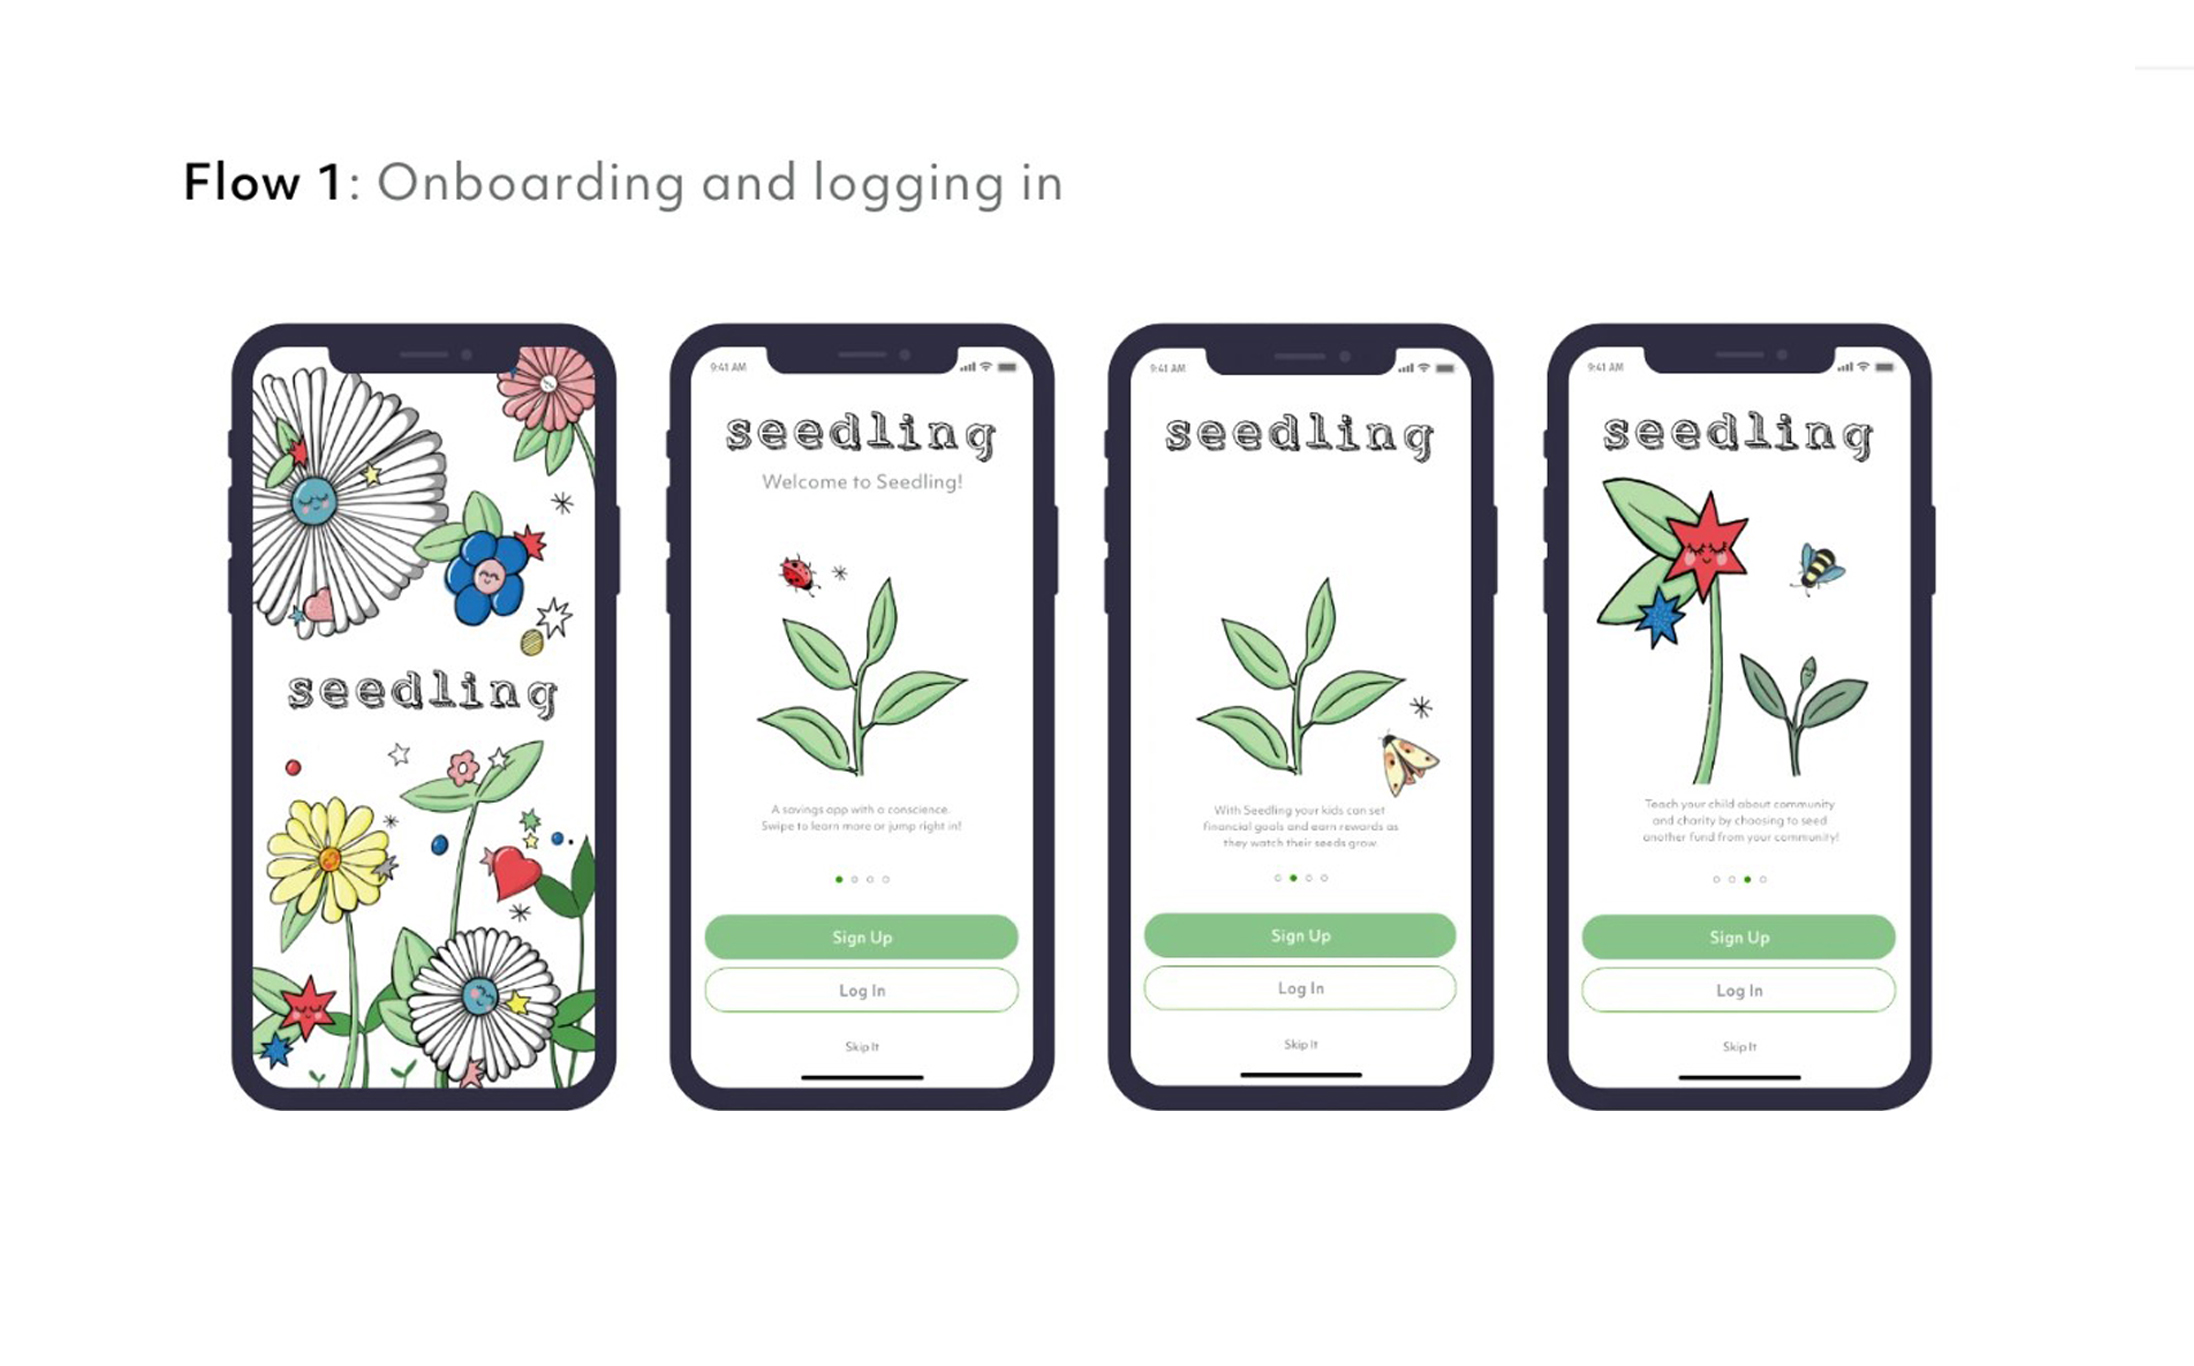 Flow 1: Onboarding and logging in
seedling
9:41 AM
seedling
Welcome to Seedling!
A savings app with a conscience.
Swipe to learn more or jump right in!
Sign Up
Log In
Skip It
9:41 AM
seedling
With Seedling your kids can set
financial goals and earn rewards as
they watch their seeds grow.
Sign Up
Log In
Skip It
9:41 AM
seedling
Teach your child about community
and charity by choosing to seed
another fund from your community!
Sign Up
Log In
Skip It